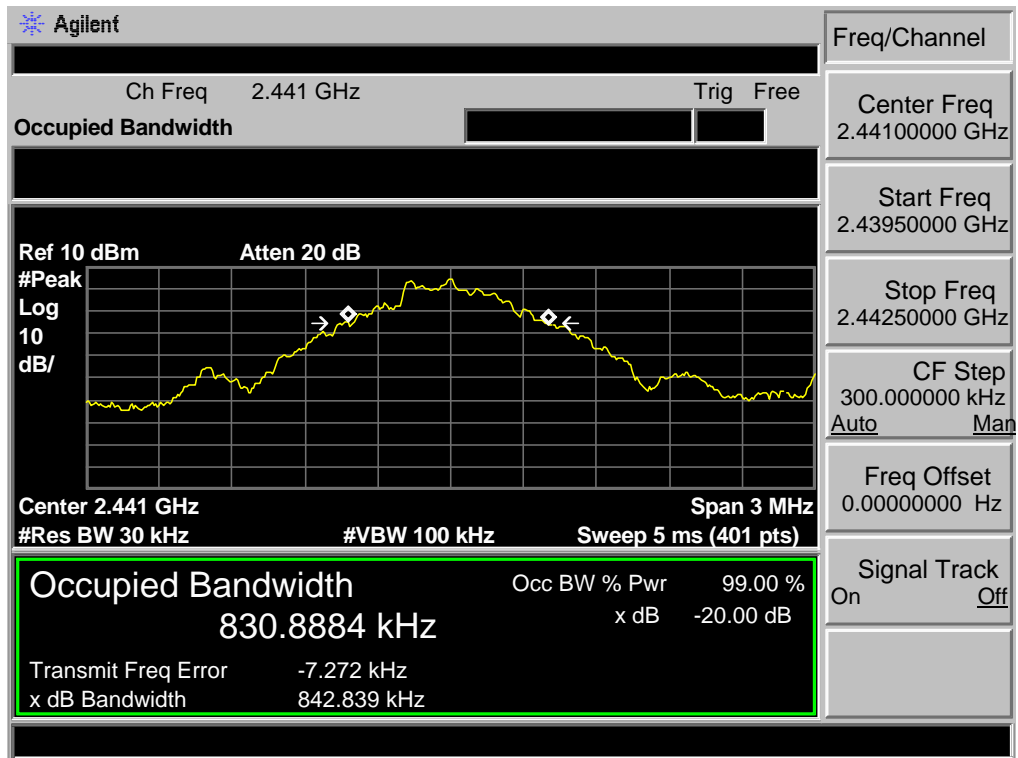 Agilent
Ch Freq 2.441 GHz Trig Free
Occupied Bandwidth
Ref 10 dBm Atten 20 dB
#Peak
Log
10
dB/
Center 2.441 GHz Span 3 MHz
#Res BW 30 kHz #VBW 100 kHz Sweep 5 ms (401 pts)
Occupied Bandwidth Occ BW % Pwr 99.00 %
830.8884 kHz x dB -20.00 dB
Transmit Freq Error -7.272 kHz
x dB Bandwidth 842.839 kHz
Freq/Channel
Center Freq
2.44100000 GHz
Start Freq
2.43950000 GHz
Stop Freq
2.44250000 GHz
CF Step
300.000000 kHz
Auto Man
Freq Offset
0.00000000 Hz
Signal Track
On Off